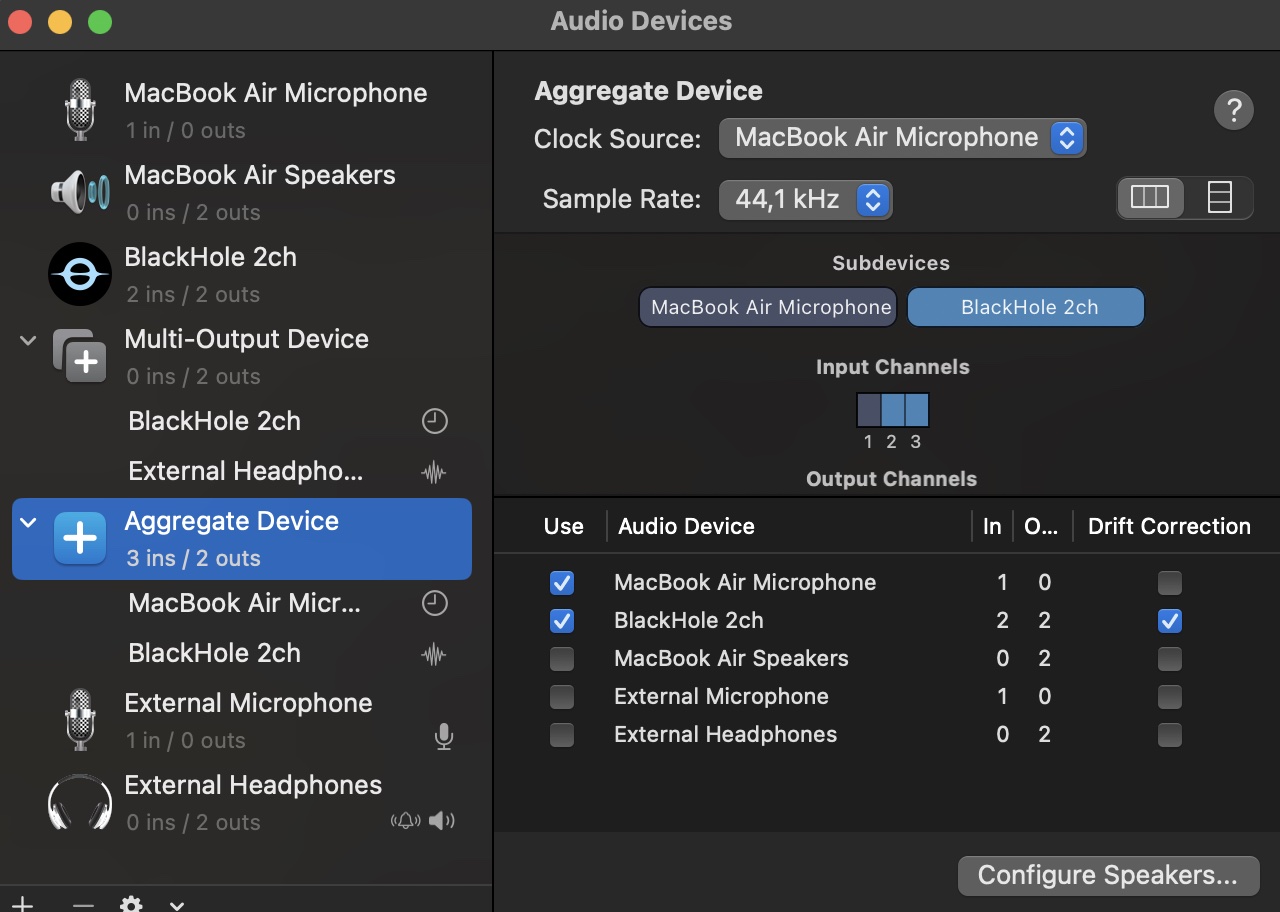 Audio Devices
MacBook Air Microphone
1 in / 0 outs
MacBook Air Speakers
0 ins / 2 outs
BlackHole 2ch
2 ins / 2 outs
Multi-Output Device
0 ins / 2 outs
BlackHole 2ch
External Headpho...
Aggregate Device
3 ins / 2 outs
MacBook Air Micr...
BlackHole 2ch
External Microphone
1 in / 0 outs
External Headphones
0 ins / 2 outs
Aggregate Device
?
Clock Source: MacBook Air Microphone
Sample Rate: 44,1 kHz
Subdevices
MacBook Air Microphone BlackHole 2ch
Input Channels
1 2 3
Output Channels
Use Audio Device In O... Drift Correction
MacBook Air Microphone 1 0
BlackHole 2ch 2 2
MacBook Air Speakers 0 2
External Microphone 1 0
External Headphones 0 2
Configure Speakers...